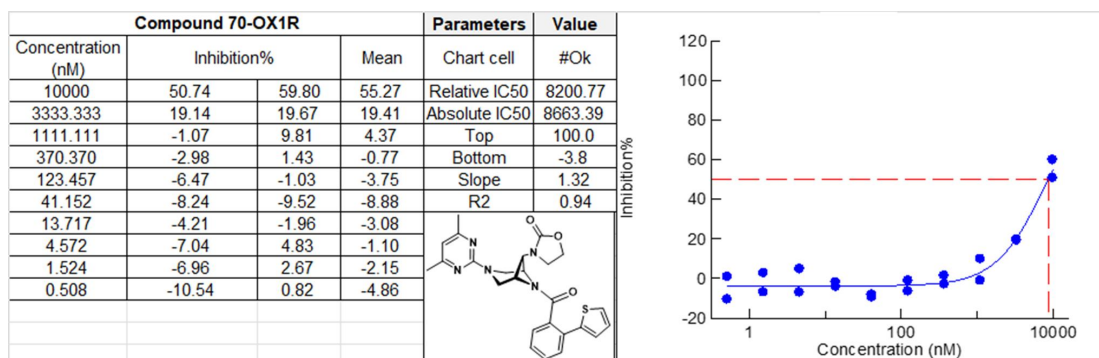 Compound 70-OX1R Parameters Value
Concentration (nM) Inhibition% Mean Chart cell #Ok
10000 50.74 59.80 55.27 Relative IC50 8200.77
3333.333 19.14 19.67 19.41 Absolute IC50 8663.39
1111.111 -1.07 9.81 4.37 Top 100.0
370.370 -2.98 1.43 -0.77 Bottom -3.8
123.457 -6.47 -1.03 -3.75 Slope 1.32
41.152 -8.24 -9.52 -8.88 R2 0.94
13.717 -4.21 -1.96 -3.08
4.572 -7.04 4.83 -1.10
1.524 -6.96 2.67 -2.15
0.508 -10.54 0.82 -4.86
O
O
N
N
N
N
N
O
S
Inhibition%
120
100
80
60
40
20
0
-20
1 100 10000
Concentration (nM)